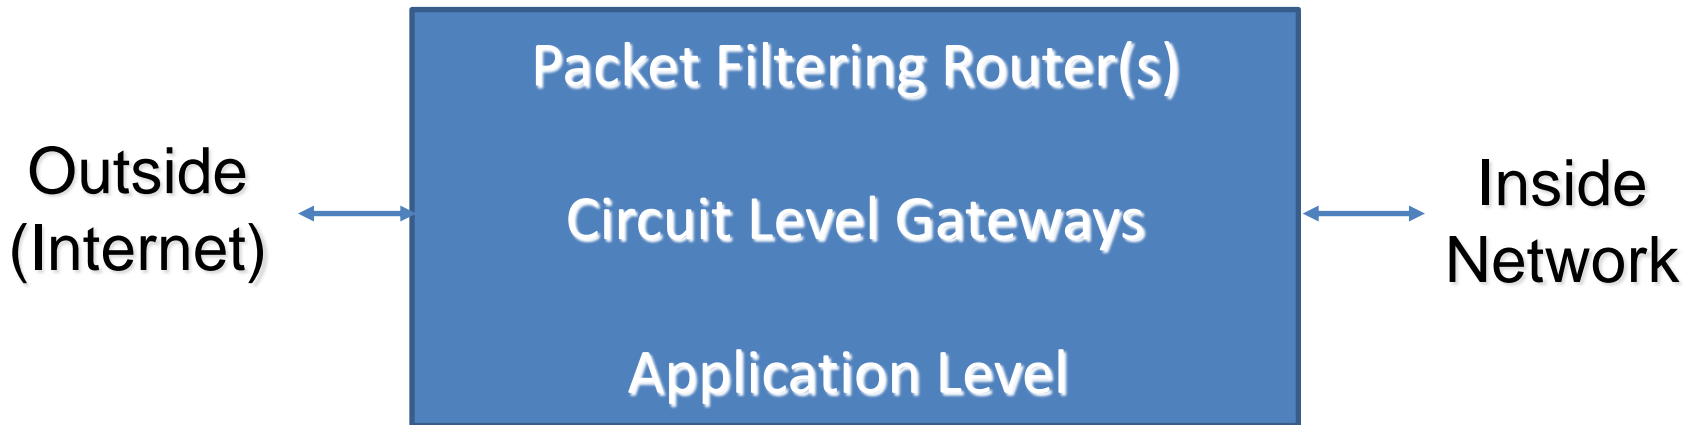 Packet Filtering Router(s)
Outside
(Internet)
Circuit Level Gateways
Inside
Network
Application Level